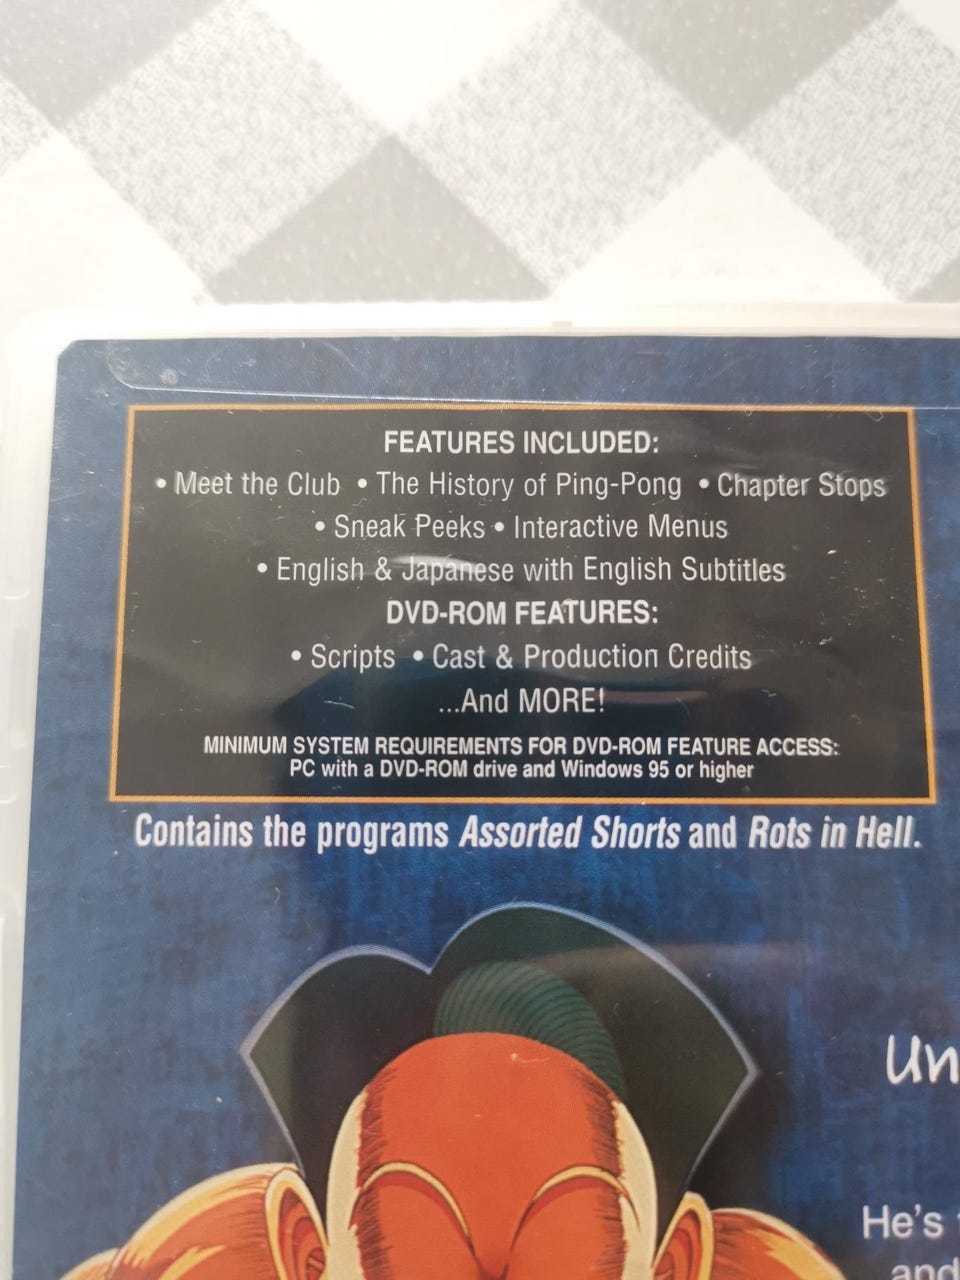 FEATURES INCLUDED:
• Meet the Club • The History of Ping-Pong • Chapter Stops
• Sneak Peeks • Interactive Menus
• English & Japanese with English Subtitles
DVD-ROM FEATURES:
• Scripts • Cast & Production Credits
...And MORE!
MINIMUM SYSTEM REQUIREMENTS FOR DVD-ROM FEATURE ACCESS:
PC with a DVD-ROM drive and Windows 95 or higher
Contains the programs Assorted Shorts and Rots in Hell.
Un
He's
and